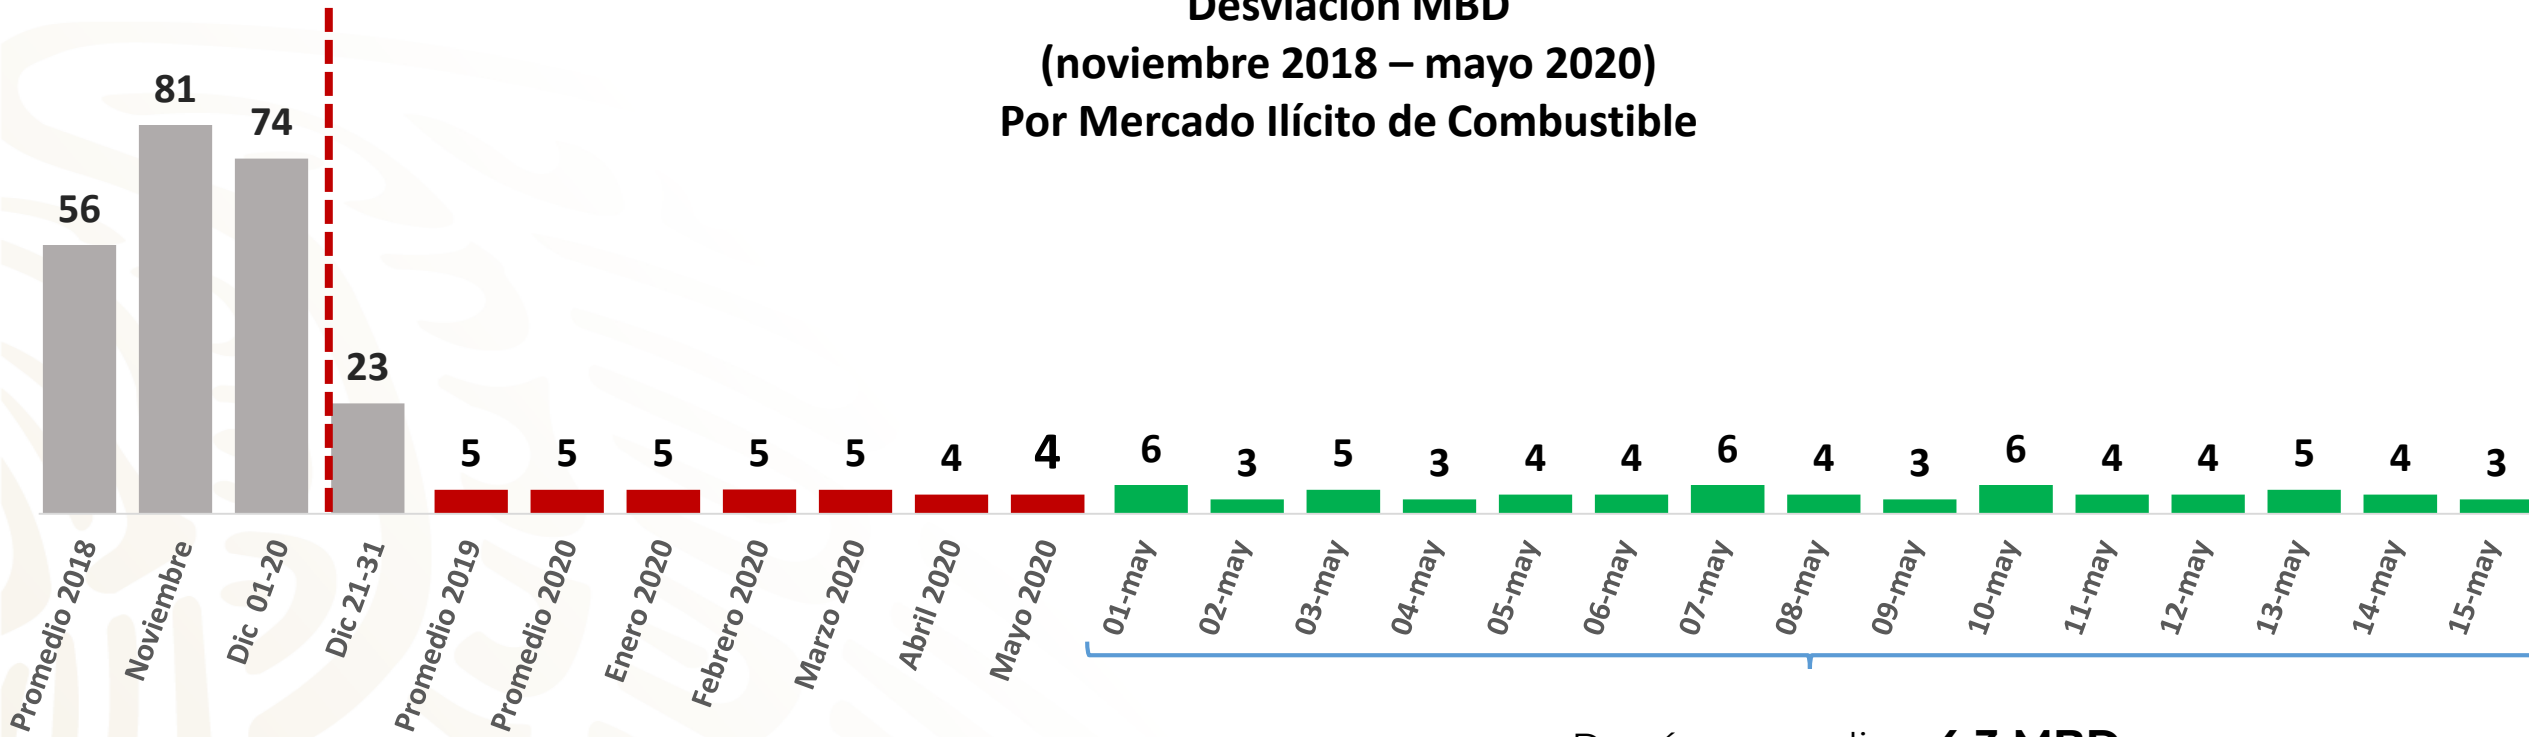 Desviación MBD
(noviembre 2018 – mayo 2020)
Por Mercado Ilícito de Combustible
56
81
74
23
5
5
5
5
5
4
4
6
3
5
3
4
4
6
4
3
6
4
4
5
4
3
Promedio 2018
Noviembre
Dic 01-20
Dic 21-31
Promedio 2019
Promedio 2020
Enero 2020
Febrero 2020
Marzo 2020
Abril 2020
Mayo 2020
01-may
02-may
03-may
04-may
05-may
06-may
07-may
08-may
09-may
10-may
11-may
12-may
13-may
14-may
15-may
MBD